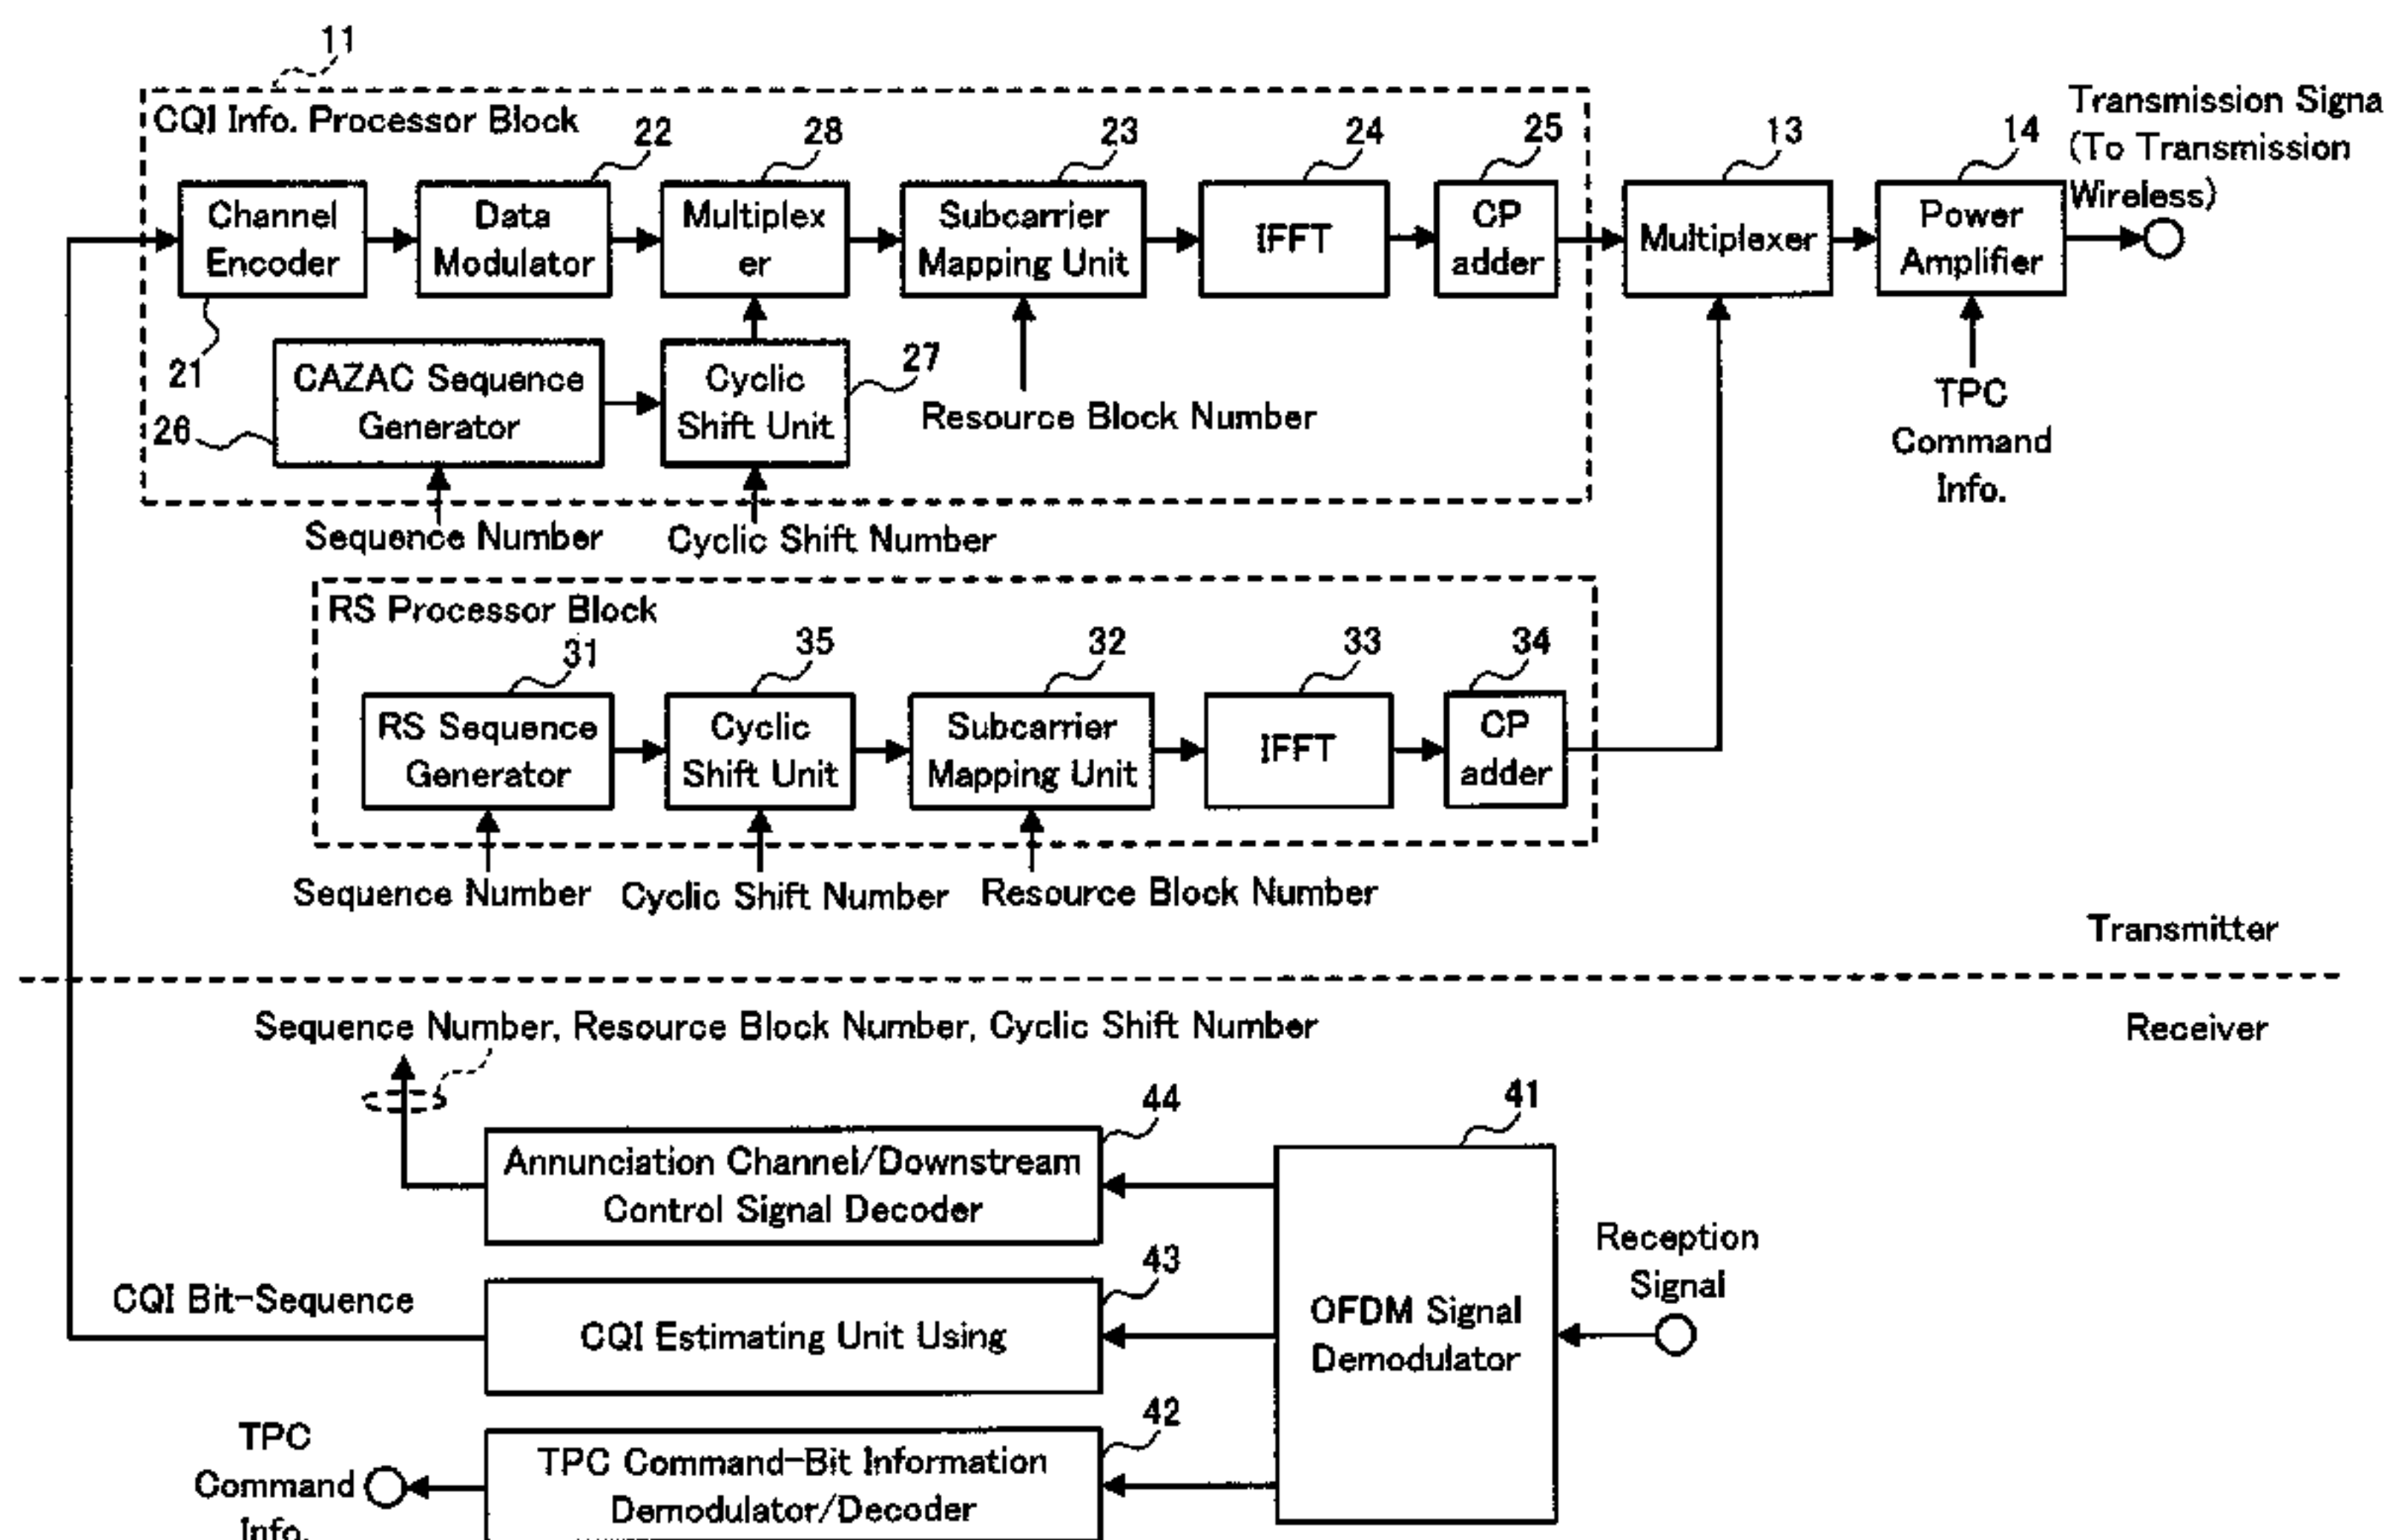 11
CQI Info. Processor Block
22
28
23
24
25
13
14
Transmission Signa
(To Transmission
Wireless)
Channel
Encoder
Data
Modulator
Multiplex
er
Subcarrier
Mapping Unit
IFFT
CP
adder
Multiplexer
Power
Amplifier
21
CAZAC Sequence
Generator
26
Cyclic
Shift Unit
27
Resource Block Number
TPC
Command
Info.
Sequence Number
Cyclic Shift Number
RS Processor Block
31
35
32
33
34
RS Sequence
Generator
Cyclic
Shift Unit
Subcarrier
Mapping Unit
IFFT
CP
adder
Sequence Number
Cyclic Shift Number
Resource Block Number
Transmitter
Sequence Number, Resource Block Number, Cyclic Shift Number
Receiver
44
41
Annunciation Channel/Downstream
Control Signal Decoder
Reception
Signal
43
CQI Bit-Sequence
CQI Estimating Unit Using
OFDM Signal
Demodulator
42
TPC
Command
Info.
TPC Command-Bit Information
Demodulator/Decoder